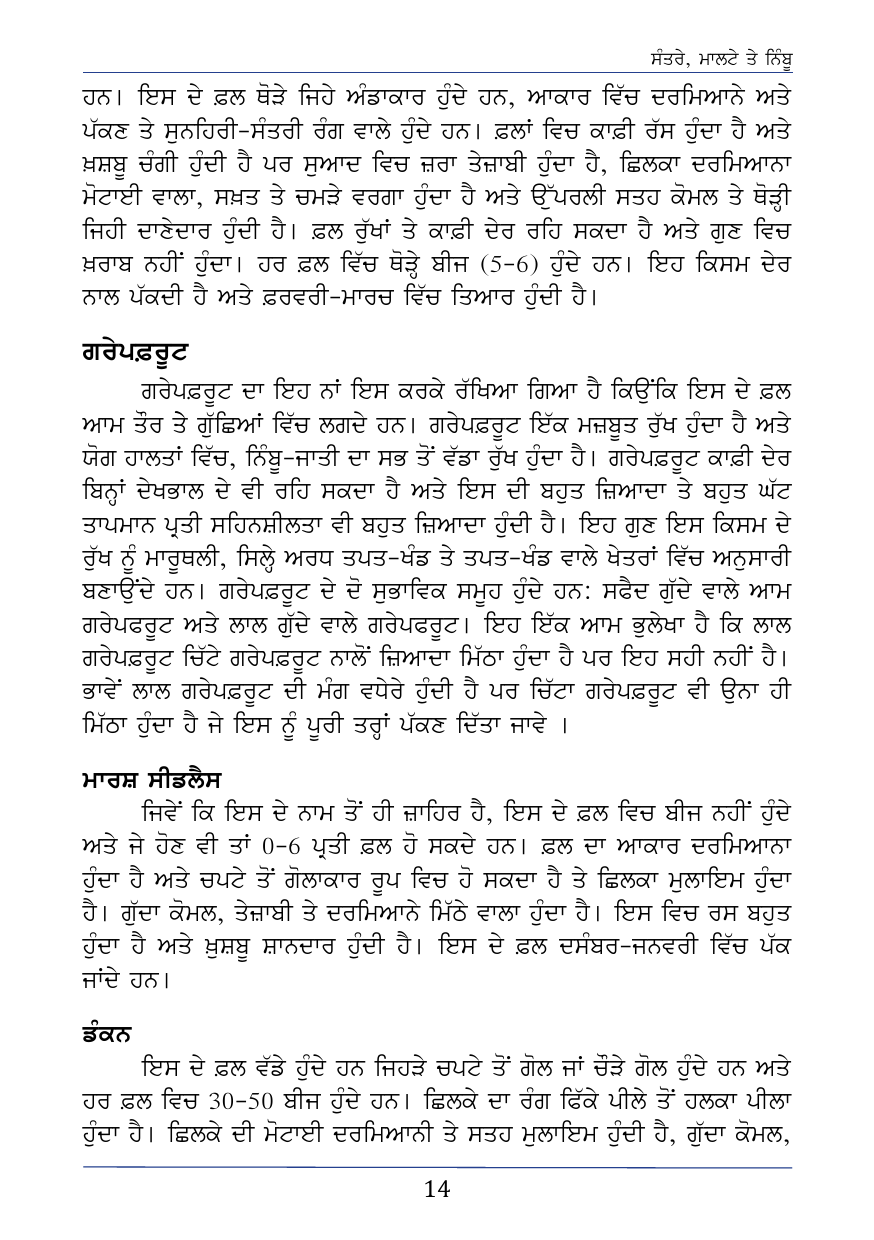 ਸੰਤਰੇ, ਮਾਲਟੇ ਤੇ ਨਿੰਬੂ
ਹਨ। ਇਸ ਦੇ ਫ਼ਲ ਥੋੜੇ ਜਿਹੇ ਅੰਡਾਕਾਰ ਹੁੰਦੇ ਹਨ, ਆਕਾਰ ਵਿੱਚ ਦਰਮਿਆਨੇ ਅਤੇ
ਪੱਕਣ ਤੇ ਸੁਨਹਿਰੀ-ਸੰਤਰੀ ਰੰਗ ਵਾਲੇ ਹੁੰਦੇ ਹਨ। ਫ਼ਲਾਂ ਵਿਚ ਕਾਫ਼ੀ ਰੱਸ ਹੁੰਦਾ ਹੈ ਅਤੇ
ਖ਼ਸ਼ਬੂ ਚੰਗੀ ਹੁੰਦੀ ਹੈ ਪਰ ਸੁਆਦ ਵਿਚ ਜ਼ਰਾ ਤੇਜ਼ਾਬੀ ਹੁੰਦਾ ਹੈ, ਛਿਲਕਾ ਦਰਮਿਆਨਾ
ਮੋਟਾਈ ਵਾਲਾ, ਸਖ਼ਤ ਤੇ ਚਮੜੇ ਵਰਗਾ ਹੁੰਦਾ ਹੈ ਅਤੇ ਉੱਪਰਲੀ ਸਤਹ ਕੋਮਲ ਤੇ ਥੋੜ੍ਹੀ
ਜਿਹੀ ਦਾਣੇਦਾਰ ਹੁੰਦੀ ਹੈ। ਫ਼ਲ ਰੁੱਖਾਂ ਤੇ ਕਾਫ਼ੀ ਦੇਰ ਰਹਿ ਸਕਦਾ ਹੈ ਅਤੇ ਗੁਣ ਵਿਚ
ਖ਼ਰਾਬ ਨਹੀਂ ਹੁੰਦਾ। ਹਰ ਫ਼ਲ ਵਿੱਚ ਥੋੜ੍ਹੇ ਬੀਜ (5-6) ਹੁੰਦੇ ਹਨ। ਇਹ ਕਿਸਮ ਦੇਰ
ਨਾਲ ਪੱਕਦੀ ਹੈ ਅਤੇ ਫ਼ਰਵਰੀ-ਮਾਰਚ ਵਿੱਚ ਤਿਆਰ ਹੁੰਦੀ ਹੈ।
ਗਰੇਪਫ਼ਰੂਟ
ਗਰੇਪਫ਼ਰੂਟ ਦਾ ਇਹ ਨਾਂ ਇਸ ਕਰਕੇ ਰੱਖਿਆ ਗਿਆ ਹੈ ਕਿਉਂਕਿ ਇਸ ਦੇ ਫ਼ਲ
ਆਮ ਤੌਰ ਤੇ ਗੁੱਛਿਆਂ ਵਿੱਚ ਲਗਦੇ ਹਨ। ਗਰੇਪਫ਼ਰੂਟ ਇੱਕ ਮਜ਼ਬੂਤ ਰੁੱਖ ਹੁੰਦਾ ਹੈ ਅਤੇ
ਯੋਗ ਹਾਲਤਾਂ ਵਿੱਚ, ਨਿੰਬੂ-ਜਾਤੀ ਦਾ ਸਭ ਤੋਂ ਵੱਡਾ ਰੁੱਖ ਹੁੰਦਾ ਹੈ। ਗਰੇਪਫ਼ਰੂਟ ਕਾਫ਼ੀ ਦੇਰ
ਬਿਨ੍ਹਾਂ ਦੇਖਭਾਲ ਦੇ ਵੀ ਰਹਿ ਸਕਦਾ ਹੈ ਅਤੇ ਇਸ ਦੀ ਬਹੁਤ ਜ਼ਿਆਦਾ ਤੇ ਬਹੁਤ ਘੱਟ
ਤਾਪਮਾਨ ਪ੍ਰਤੀ ਸਹਿਨਸ਼ੀਲਤਾ ਵੀ ਬਹੁਤ ਜ਼ਿਆਦਾ ਹੁੰਦੀ ਹੈ। ਇਹ ਗੁਣ ਇਸ ਕਿਸਮ ਦੇ
ਰੁੱਖ ਨੂੰ ਮਾਰੂਥਲੀ, ਸਿਲ੍ਹੇ ਅਰਧ ਤਪਤ-ਖੰਡ ਤੇ ਤਪਤ-ਖੰਡ ਵਾਲੇ ਖੇਤਰਾਂ ਵਿੱਚ ਅਨੁਸਾਰੀ
ਬਣਾਉਂਦੇ ਹਨ। ਗਰੇਪਫ਼ਰੂਟ ਦੇ ਦੋ ਸੁਭਾਵਿਕ ਸਮੂਹ ਹੁੰਦੇ ਹਨ: ਸਫੈਦ ਗੁੱਦੇ ਵਾਲੇ ਆਮ
ਗਰੇਪਫਰੂਟ ਅਤੇ ਲਾਲ ਗੁੱਦੇ ਵਾਲੇ ਗਰੇਪਫਰੂਟ। ਇਹ ਇੱਕ ਆਮ ਭੁਲੇਖਾ ਹੈ ਕਿ ਲਾਲ
ਗਰੇਪਫ਼ਰੂਟ ਚਿੱਟੇ ਗਰੇਪਫ਼ਰੂਟ ਨਾਲੋਂ ਜ਼ਿਆਦਾ ਮਿੱਠਾ ਹੁੰਦਾ ਹੈ ਪਰ ਇਹ ਸਹੀ ਨਹੀਂ ਹੈ।
ਭਾਵੇਂ ਲਾਲ ਗਰੇਪਫ਼ਰੂਟ ਦੀ ਮੰਗ ਵਧੇਰੇ ਹੁੰਦੀ ਹੈ ਪਰ ਚਿੱਟਾ ਗਰੇਪਫ਼ਰੂਟ ਵੀ ਉਨਾ ਹੀ
ਮਿੱਠਾ ਹੁੰਦਾ ਹੈ ਜੇ ਇਸ ਨੂੰ ਪੂਰੀ ਤਰ੍ਹਾਂ ਪੱਕਣ ਦਿੱਤਾ ਜਾਵੇ ।
ਮਾਰਸ਼ ਸੀਡਲੈਸ
ਜਿਵੇਂ ਕਿ ਇਸ ਦੇ ਨਾਮ ਤੋਂ ਹੀ ਜ਼ਾਹਿਰ ਹੈ, ਇਸ ਦੇ ਫ਼ਲ ਵਿਚ ਬੀਜ ਨਹੀਂ ਹੁੰਦੇ
ਅਤੇ ਜੇ ਹੋਣ ਵੀ ਤਾਂ 0-6 ਪ੍ਰਤੀ ਫ਼ਲ ਹੋ ਸਕਦੇ ਹਨ। ਫ਼ਲ ਦਾ ਆਕਾਰ ਦਰਮਿਆਨਾ
ਹੁੰਦਾ ਹੈ ਅਤੇ ਚਪਟੇ ਤੋਂ ਗੋਲਾਕਾਰ ਰੂਪ ਵਿਚ ਹੋ ਸਕਦਾ ਹੈ ਤੇ ਛਿਲਕਾ ਮੁਲਾਇਮ ਹੁੰਦਾ
ਹੈ। ਗੁੱਦਾ ਕੋਮਲ, ਤੇਜ਼ਾਬੀ ਤੇ ਦਰਮਿਆਨੇ ਮਿੱਠੇ ਵਾਲਾ ਹੁੰਦਾ ਹੈ। ਇਸ ਵਿਚ ਰਸ ਬਹੁਤ
ਹੁੰਦਾ ਹੈ ਅਤੇ ਖ਼ੁਸ਼ਬੂ ਸ਼ਾਨਦਾਰ ਹੁੰਦੀ ਹੈ। ਇਸ ਦੇ ਫ਼ਲ ਦਸੰਬਰ-ਜਨਵਰੀ ਵਿੱਚ ਪੱਕ
ਜਾਂਦੇ ਹਨ।
ਡੰਕਨ
ਇਸ ਦੇ ਫ਼ਲ ਵੱਡੇ ਹੁੰਦੇ ਹਨ ਜਿਹੜੇ ਚਪਟੇ ਤੋਂ ਗੋਲ ਜਾਂ ਚੌੜੇ ਗੋਲ ਹੁੰਦੇ ਹਨ ਅਤੇ
ਹਰ ਫ਼ਲ ਵਿਚ 30-50 ਬੀਜ ਹੁੰਦੇ ਹਨ। ਛਿਲਕੇ ਦਾ ਰੰਗ ਫਿੱਕੇ ਪੀਲੇ ਤੋਂ ਹਲਕਾ ਪੀਲਾ
ਹੁੰਦਾ ਹੈ। ਛਿਲਕੇ ਦੀ ਮੋਟਾਈ ਦਰਮਿਆਨੀ ਤੇ ਸਤਹ ਮੁਲਾਇਮ ਹੁੰਦੀ ਹੈ, ਗੁੱਦਾ ਕੋਮਲ,
14